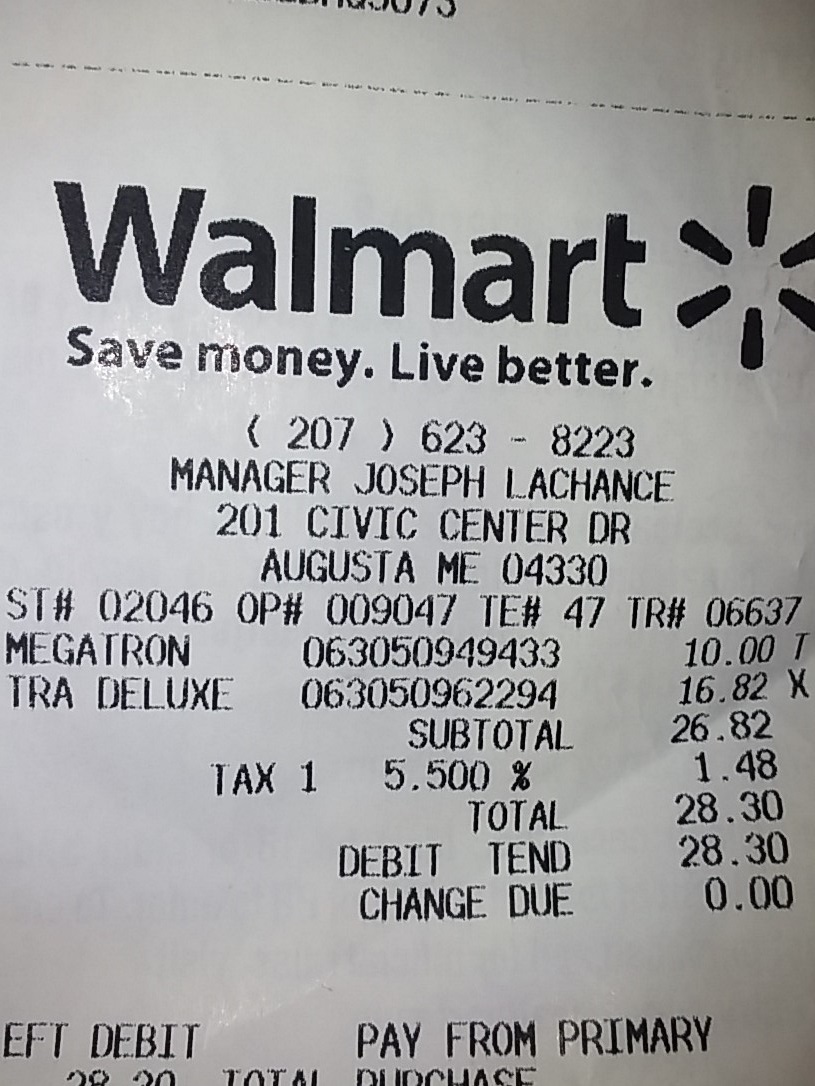 Walmart
Save money. Live better.
( 207 ) 623 - 8223
MANAGER JOSEPH LACHANCE
201 CIVIC CENTER DR
AUGUSTA ME 04330
ST# 02046 OP# 009047 TE# 47 TR# 06637
MEGATRON 063050949433 10.00 T
TRA DELUXE 063050962294 16.82 X
SUBTOTAL 26.82
TAX 1 5.500 % 1.48
TOTAL 28.30
DEBIT TEND 28.30
CHANGE DUE 0.00
EFT DEBIT PAY FROM PRIMARY
TOTAL PURCHASE